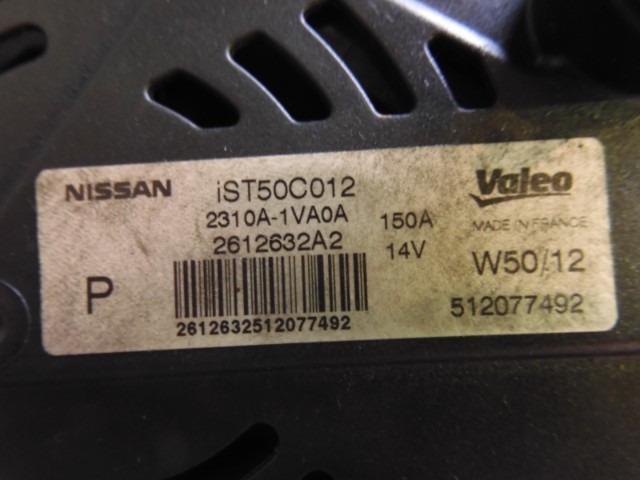 NISSAN iST50C012 Valeo
2310A-1VA0A 150A MADE IN FRANCE
2612632A2 14V W50/12
P 512077492
2612632512077492